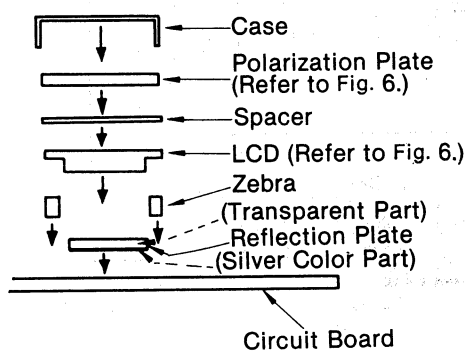 Case
Polarization Plate
(Refer to Fig. 6.)
Spacer
LCD (Refer to Fig. 6.)
Zebra
(Transparent Part)
Reflection Plate
(Silver Color Part)
Circuit Board